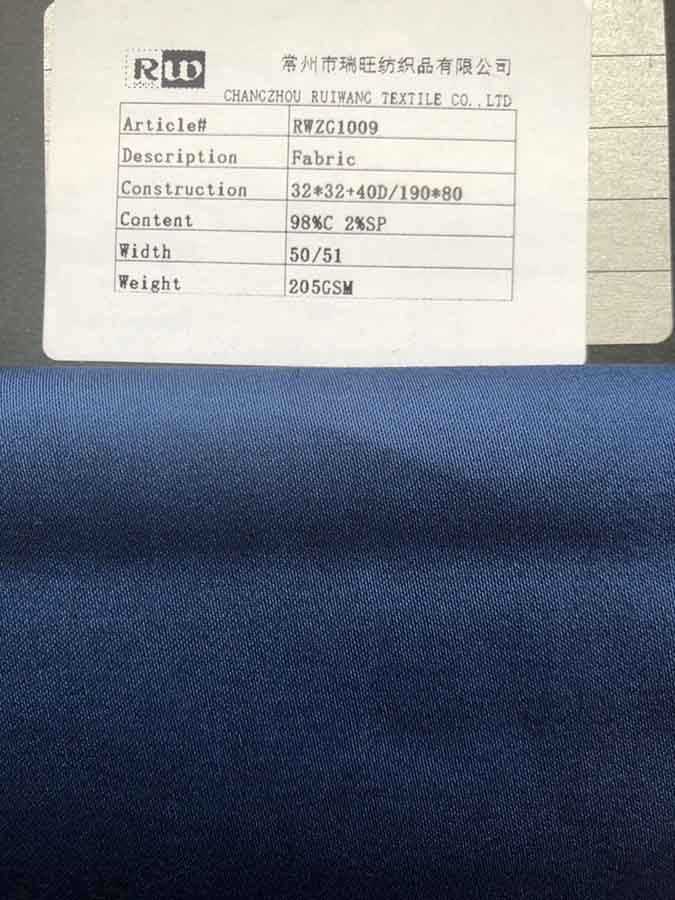 RW 常州市瑞旺纺织品有限公司
CHANGZHOU RUIWANG TEXTILE CO.,LTD
Article# RWZG1009
Description Fabric
Construction 32*32+40D/190*80
Content 98%C 2%SP
Width 50/51
Weight 205GSM